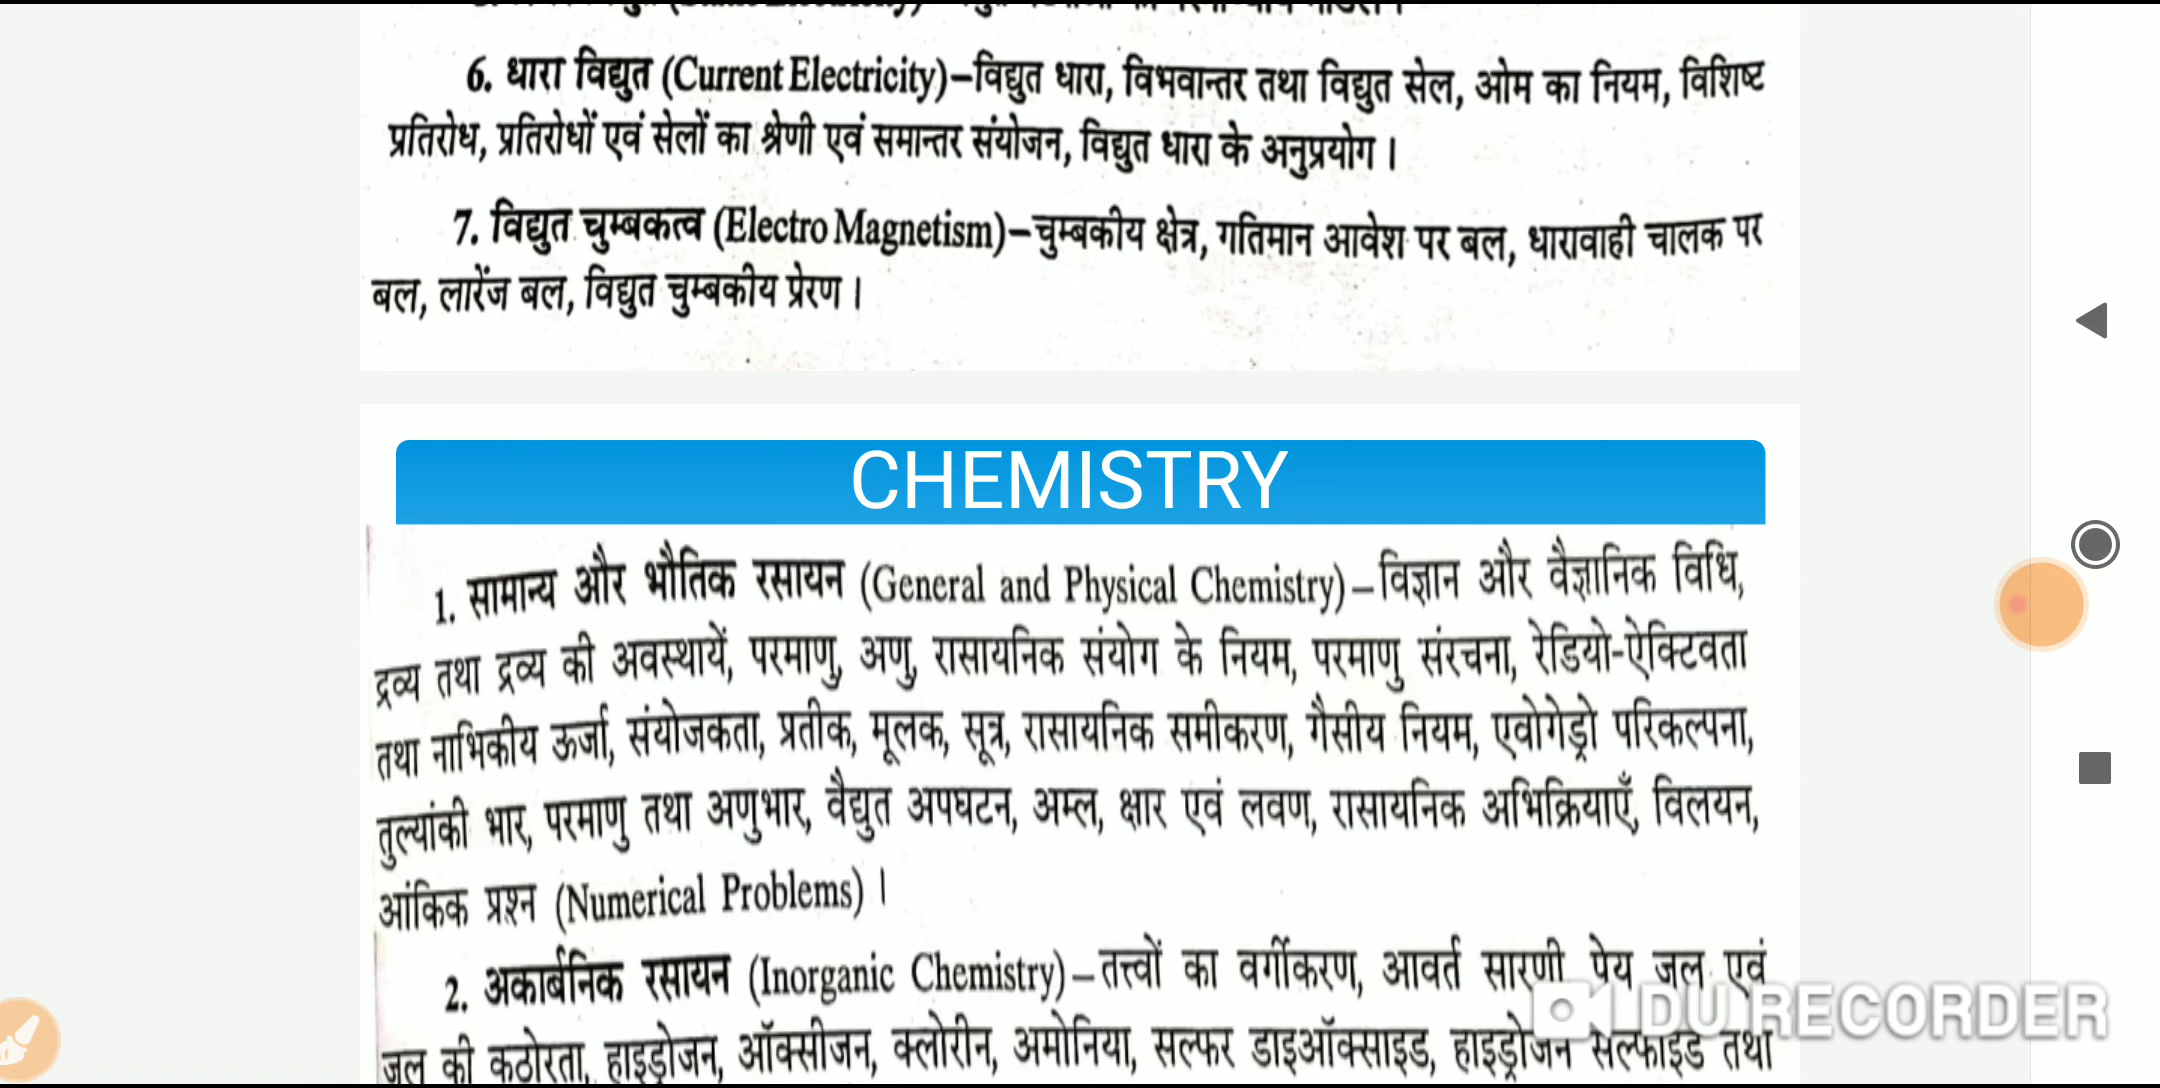 6. धारा विद्युत (Current Electricity)–विद्युत धारा, विभवान्तर तथा विद्युत सेल, ओम का नियम, विशिष्ट
प्रतिरोध, प्रतिरोधों एवं सेलों का श्रेणी एवं समान्तर संयोजन, विद्युत धारा के अनुप्रयोग।
7. विद्युत चुम्बकत्व (Electro Magnetism)–चुम्बकीय क्षेत्र, गतिमान आवेश पर बल, धारावाही चालक पर
बल, लारेंज बल, विद्युत चुम्बकीय प्रेरण।
CHEMISTRY
1. सामान्य और भौतिक रसायन (General and Physical Chemistry)–विज्ञान और वैज्ञानिक विधि,
द्रव्य तथा द्रव्य की अवस्थायें, परमाणु, अणु, रासायनिक संयोग के नियम, परमाणु संरचना, रेडियो-ऐक्टिवता
तथा नाभिकीय ऊर्जा, संयोजकता, प्रतीक, मूलक, सूत्र, रासायनिक समीकरण, गैसीय नियम, एवोगेड्रो परिकल्पना,
तुल्यांकी भार, परमाणु तथा अणुभार, वैद्युत अपघटन, अम्ल, क्षार एवं लवण, रासायनिक अभिक्रियाएँ, विलयन,
आंकिक प्रश्न (Numerical Problems)।
2. अकार्बनिक रसायन (Inorganic Chemistry)–तत्त्वों का वर्गीकरण, आवर्त सारणी, पेय जल एवं
जल की कठोरता, हाइड्रोजन, ऑक्सीजन, क्लोरीन, अमोनिया, सल्फर डाइऑक्साइड, हाइड्रोजन सल्फाइड तथा
DU RECORDER